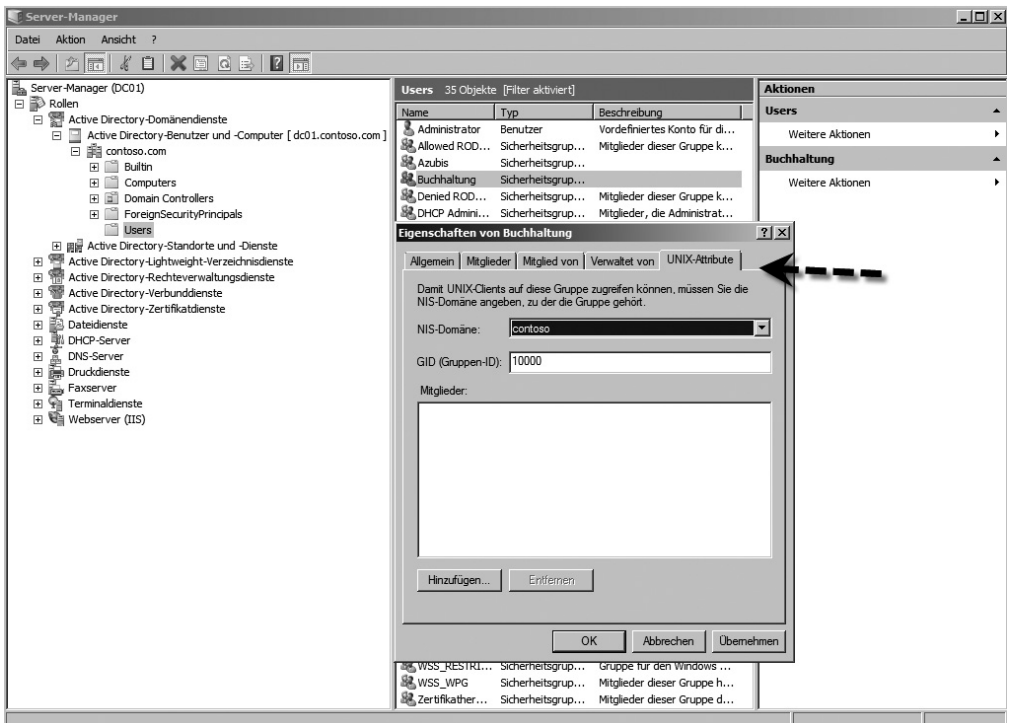 Server-Manager
Datei Aktion Ansicht ?
Server-Manager (DC01)
Rollen
Active Directory-Domänendienste
Active Directory-Benutzer und -Computer [ dc01.contoso.com ]
contoso.com
Builtin
Computers
Domain Controllers
ForeignSecurityPrincipals
Users
Active Directory-Standorte und -Dienste
Active Directory-Lightweight-Verzeichnisdienste
Active Directory-Rechteverwaltungsdienste
Active Directory-Verbunddienste
Active Directory-Zertifikatdienste
Dateidienste
DHCP-Server
DNS-Server
Druckdienste
Faxserver
Terminaldienste
Webserver (IIS)
Users 35 Objekte [Filter aktiviert]
Name Typ Beschreibung
Administrator Benutzer Vordefiniertes Konto für di...
Allowed ROD... Sicherheitsgrup... Mitglieder dieser Gruppe k...
Azubis Sicherheitsgrup...
Buchhaltung Sicherheitsgrup...
Denied ROD... Sicherheitsgrup... Mitglieder dieser Gruppe k...
DHCP Admini... Sicherheitsgrup... Mitglieder, die Administrat...
Eigenschaften von Buchhaltung
Allgemein Mitglieder Mitglied von Verwaltet von UNIX-Attribute
Damit UNIX-Clients auf diese Gruppe zugreifen können, müssen Sie die
NIS-Domäne angeben, zu der die Gruppe gehört.
NIS-Domäne: contoso
GID (Gruppen-ID): 10000
Mitglieder:
Hinzufügen... Entfernen
OK Abbrechen Übernehmen
WSS_RESTRI... Sicherheitsgrup... Gruppe für den Windows ...
WSS_WPG Sicherheitsgrup... Mitglieder dieser Gruppe h...
Zertifikather... Sicherheitsgrup... Mitglieder dieser Gruppe d...
Aktionen
Users
Weitere Aktionen
Buchhaltung
Weitere Aktionen